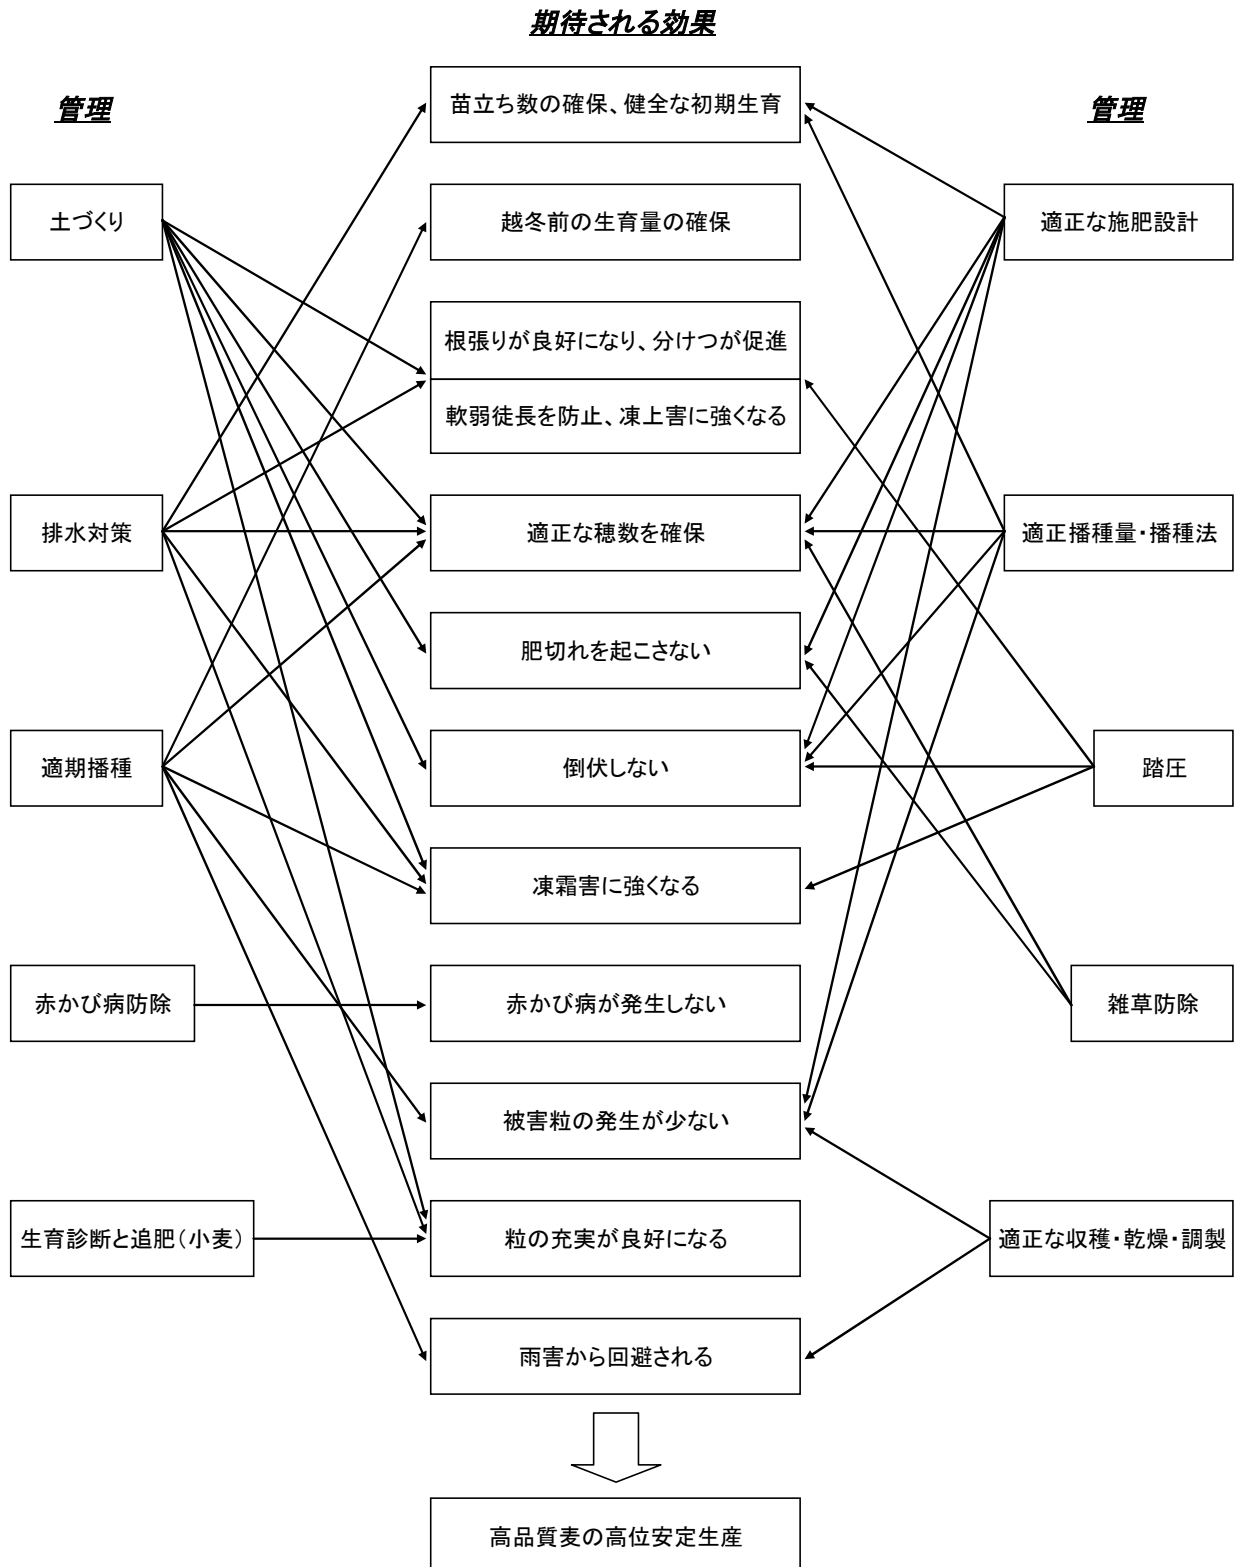 期待される効果
管理
管理
苗立ち数の確保、健全な初期生育
土づくり
越冬前の生育量の確保
適正な施肥設計
根張りが良好になり、分けつが促進
軟弱徒長を防止、凍上害に強くなる
排水対策
適正な穂数を確保
適正播種量・播種法
肥切れを起こさない
適期播種
倒伏しない
踏圧
凍霜害に強くなる
赤かび病防除
赤かび病が発生しない
雑草防除
被害粒の発生が少ない
生育診断と追肥(小麦)
粒の充実が良好になる
適正な収穫・乾燥・調製
雨害から回避される
高品質麦の高位安定生産